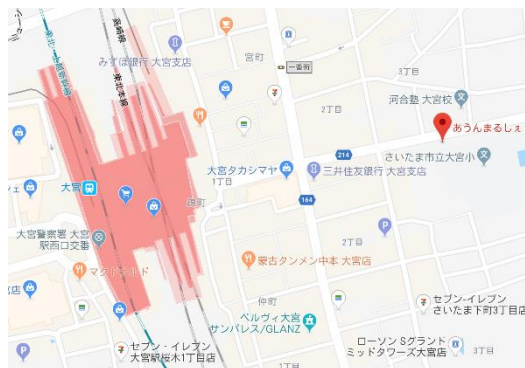 東北本線
みずほ銀行 大宮支店
宮町
一番街
3丁目
2丁目
河合塾 大宮校
あうんまるしぇ
214
さいたま市立大宮小
大宮タカシマヤ
三井住友銀行 大宮支店
1丁目
大宮
164
大宮警察署 大宮
駅西口交番
2丁目
マクドナルド
蒙古タンメン中本 大宮店
仲町
セブン-イレブン
さいたま下町3丁目店
ベルヴィ大宮
サンパレス/GLANZ
セブン - イレブン
大宮駅桜木1丁目店
ローソン Sグランド
ミッドタワーズ大宮店
1丁目